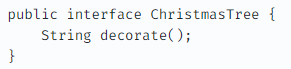 public interface ChristmasTree {
    String decorate();
}